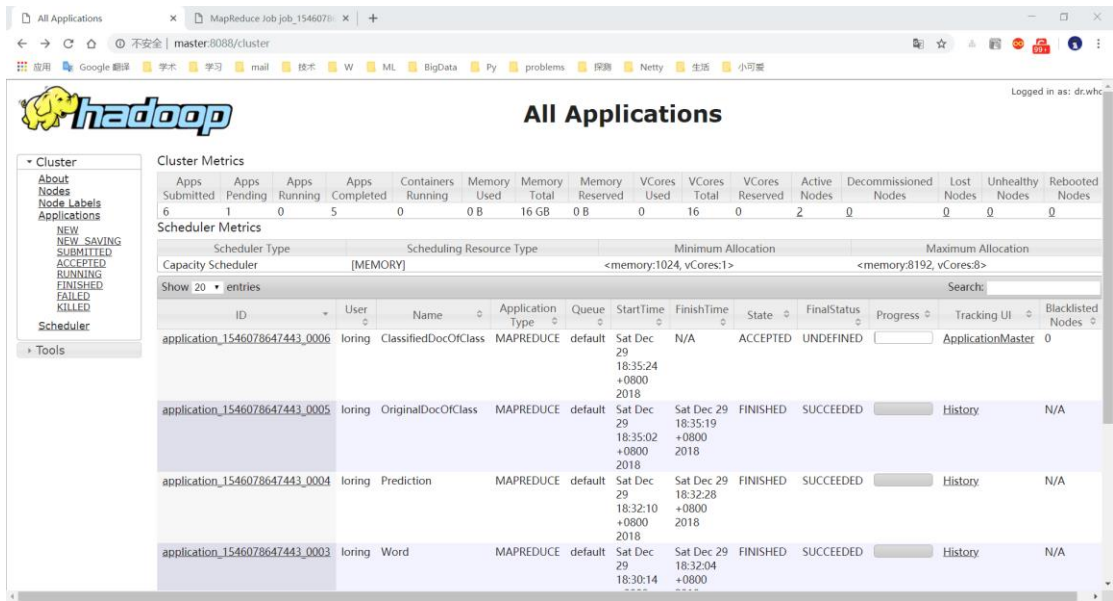 All Applications
MapReduce Job job_1546078
不安全 | master:8088/cluster
99+
应用 Google 翻译 学术 学习 mail 技术 W ML BigData Py problems 探测 Netty 生活 小可爱
Logged in as: dr.who
hadoop
All Applications
Cluster
About
Nodes
Node Labels
Applications
NEW
NEW_SAVING
SUBMITTED
ACCEPTED
RUNNING
FINISHED
FAILED
KILLED
Scheduler
Tools
Cluster Metrics
Apps Submitted Apps Pending Apps Running Apps Completed Containers Running Memory Used Memory Total Memory Reserved VCores Used VCores Total VCores Reserved Active Nodes Decommissioned Nodes Lost Nodes Unhealthy Nodes Rebooted Nodes
6 1 0 5 0 0 B 16 GB 0 B 0 16 0 2 0 0 0 0
Scheduler Metrics
Scheduler Type Scheduling Resource Type Minimum Allocation Maximum Allocation
Capacity Scheduler [MEMORY] <memory:1024, vCores:1> <memory:8192, vCores:8>
Show 20 entries Search:
ID User Name Application Type Queue StartTime FinishTime State FinalStatus Progress Tracking UI Blacklisted Nodes
application_1546078647443_0006 loring ClassifiedDocOfClass MAPREDUCE default Sat Dec 29 18:35:24 +0800 2018 N/A ACCEPTED UNDEFINED ApplicationMaster 0
application_1546078647443_0005 loring OriginalDocOfClass MAPREDUCE default Sat Dec 29 18:35:02 +0800 2018 Sat Dec 29 18:35:19 +0800 2018 FINISHED SUCCEEDED History N/A
application_1546078647443_0004 loring Prediction MAPREDUCE default Sat Dec 29 18:32:10 +0800 2018 Sat Dec 29 18:32:28 +0800 2018 FINISHED SUCCEEDED History N/A
application_1546078647443_0003 loring Word MAPREDUCE default Sat Dec 29 18:30:14 Sat Dec 29 18:32:04 +0800 FINISHED SUCCEEDED History N/A